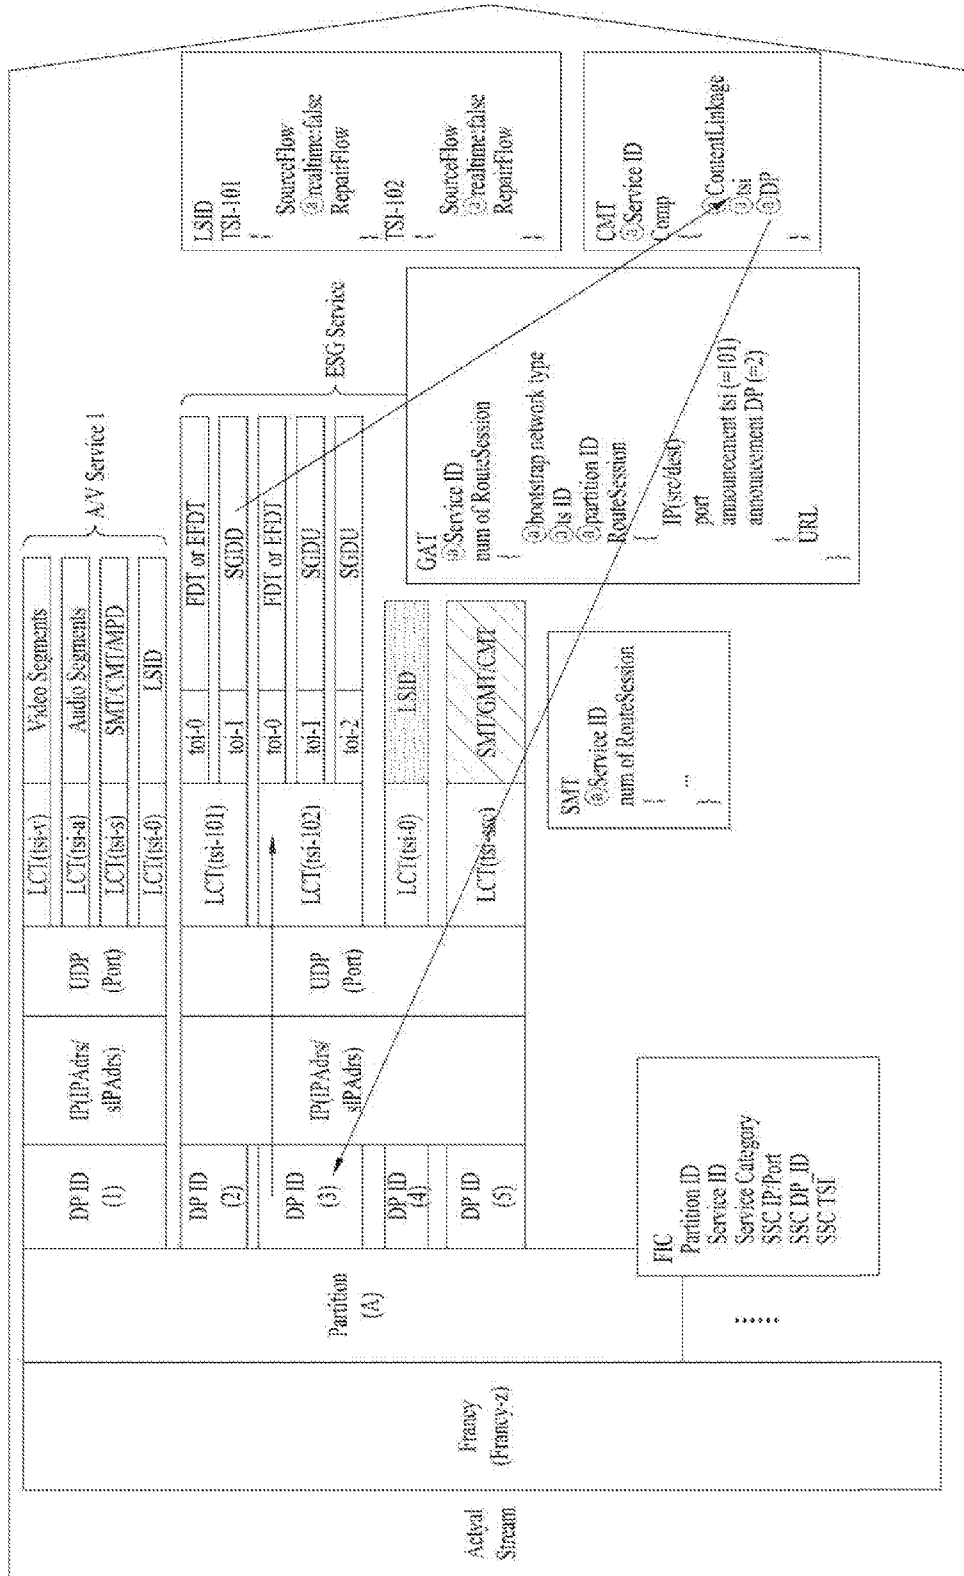 Actyal
Stream
Francy
(Francy-z)
Partition
(A)
DP ID
(1)
IP(IPAdrs/
sIPAdrs)
UDP
(Port)
LCT(tsi-v)
Video Segments
LCT(tsi-a)
Audio Segments
LCT(tsi-s)
SMT/CMT/MPD
LCT(tsi-0)
LSID
A/V Service 1
DP ID
(2)
DP ID
(3)
DP ID
(4)
DP ID
(5)
IP(IPAdrs/
sIPAdrs)
UDP
(Port)
LCT(tsi-101)
toi-0
FDT or EFDT
toi-1
SGDD
LCT(tsi-102)
toi-0
FDT or EFDT
toi-1
SGDU
toi-2
SGDU
LCT(tsi-0)
LSID
LCT(tsi-ssc)
SMT/GMT/CMT
ESG Service
LSID
TSI-101
{
SourceFlow
@realtime:false
RepairFlow
}
TSI-102
{
SourceFlow
@realtime:false
RepairFlow
}
CMT
@Service ID
Comp
{
@ContentLinkage
@tsi
@DP
}
GAT
@Service ID
num of RouteSession
{
@bootstrap network type
@ts ID
@partition ID
RouteSession
{
IP(src/dest)
port
announcement tsi (=101)
announcement DP (=2)
}
URL
}
SMT
@Service ID
num of RouteSession
{
...
}
FIC
Partition ID
Service ID
Service Category
SSC IP:Port
SSC DP_ID
SSC TSI
......